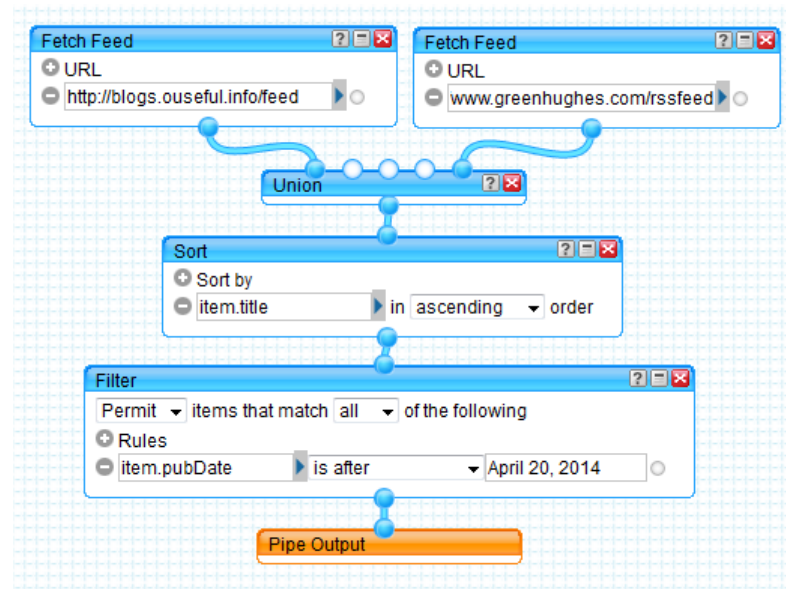 Fetch Feed
URL
http://blogs.ouseful.info/feed
Fetch Feed
URL
www.greenhughes.com/rssfeed
Union
Sort
Sort by
item.title in ascending order
Filter
Permit items that match all of the following
Rules
item.pubDate is after April 20, 2014
Pipe Output